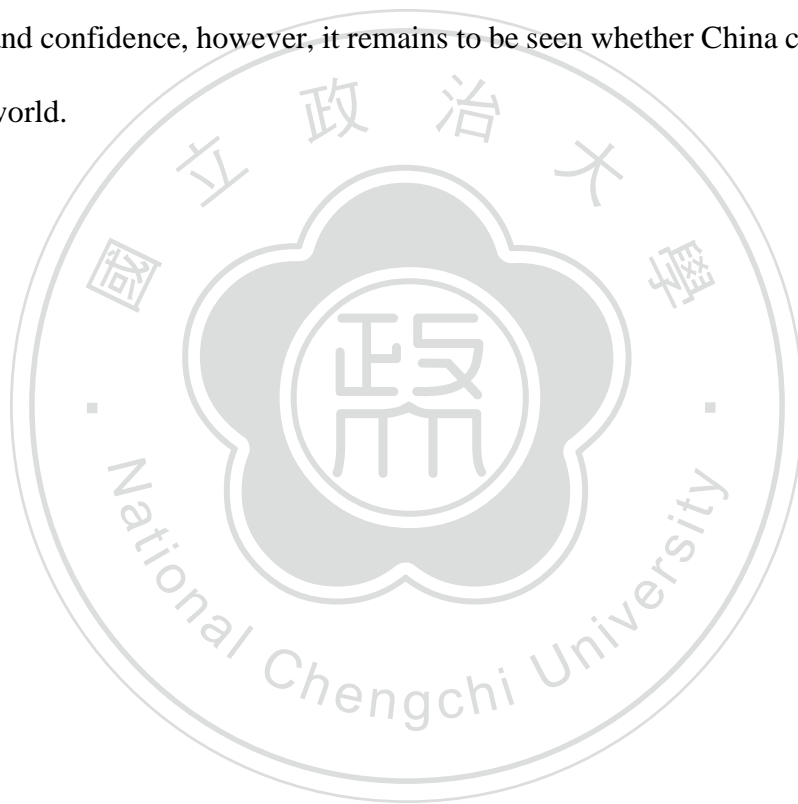 nd confidence, however, it remains to be seen whether China c
orld.
國立政治大學
政
National Chengchi University